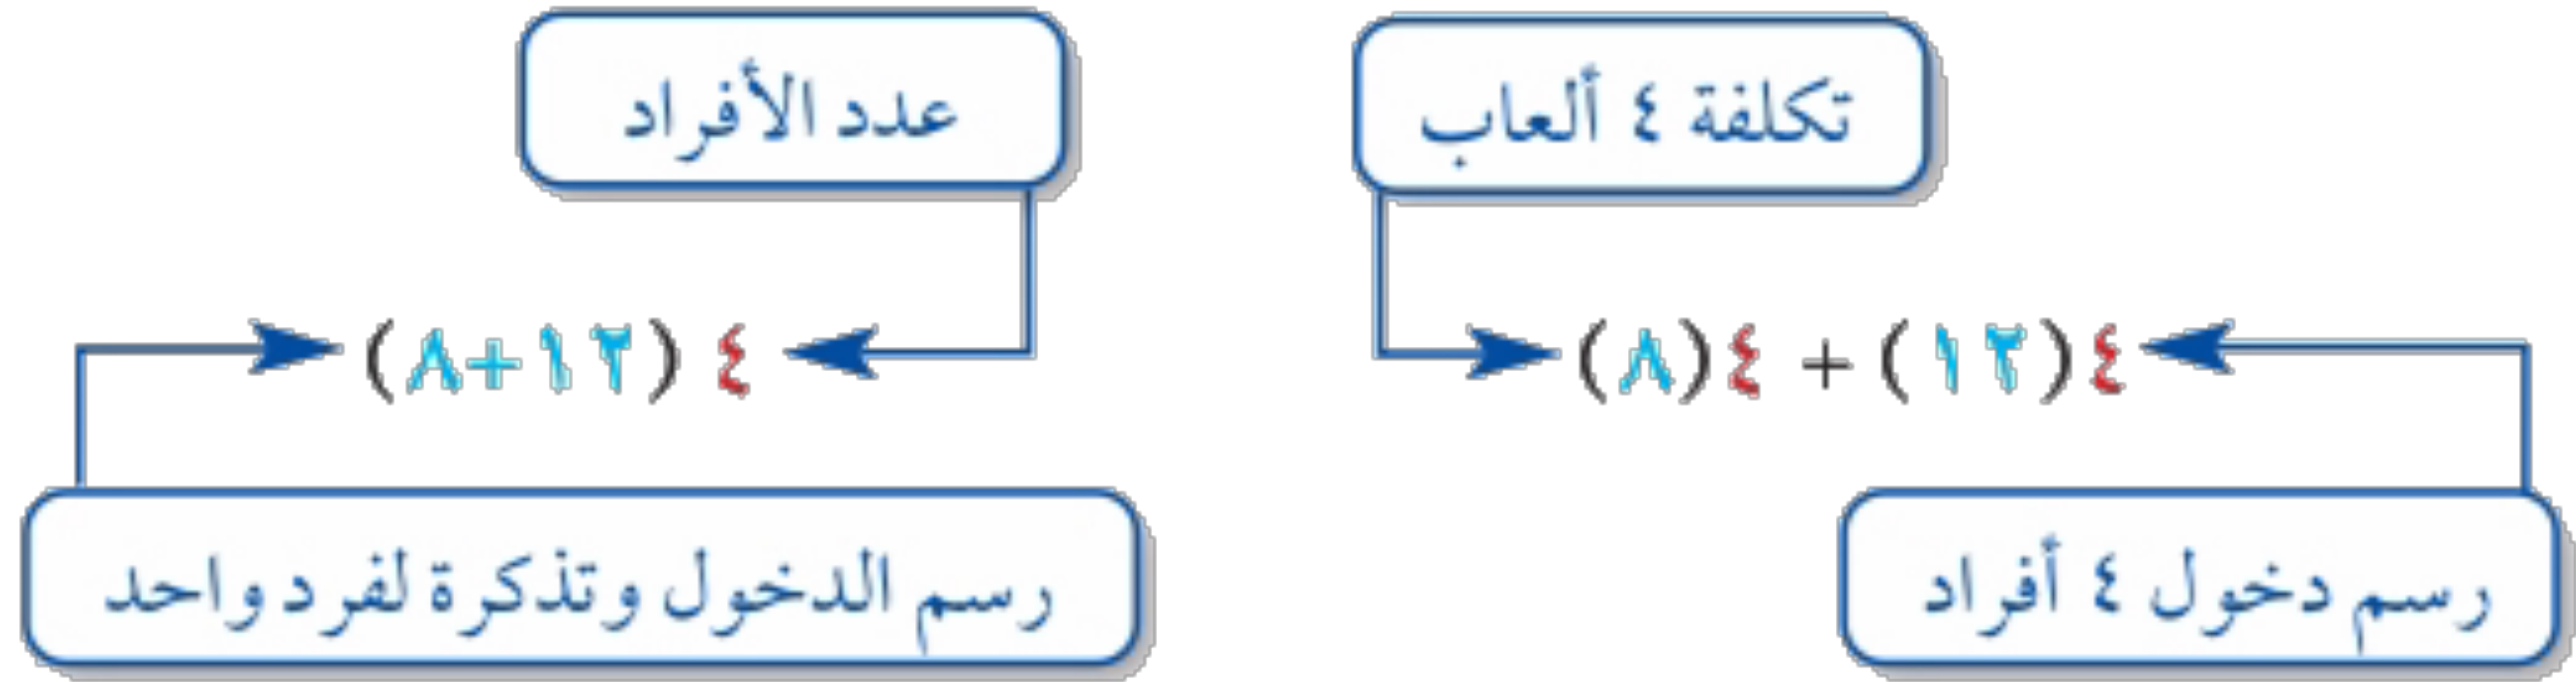 تكلفة ٤ ألعاب
عدد الأفراد
٤(١٢) + ٤(٨)
٤ (١٢+٨)
رسم دخول ٤ أفراد
رسم الدخول وتذكرة لفرد واحد